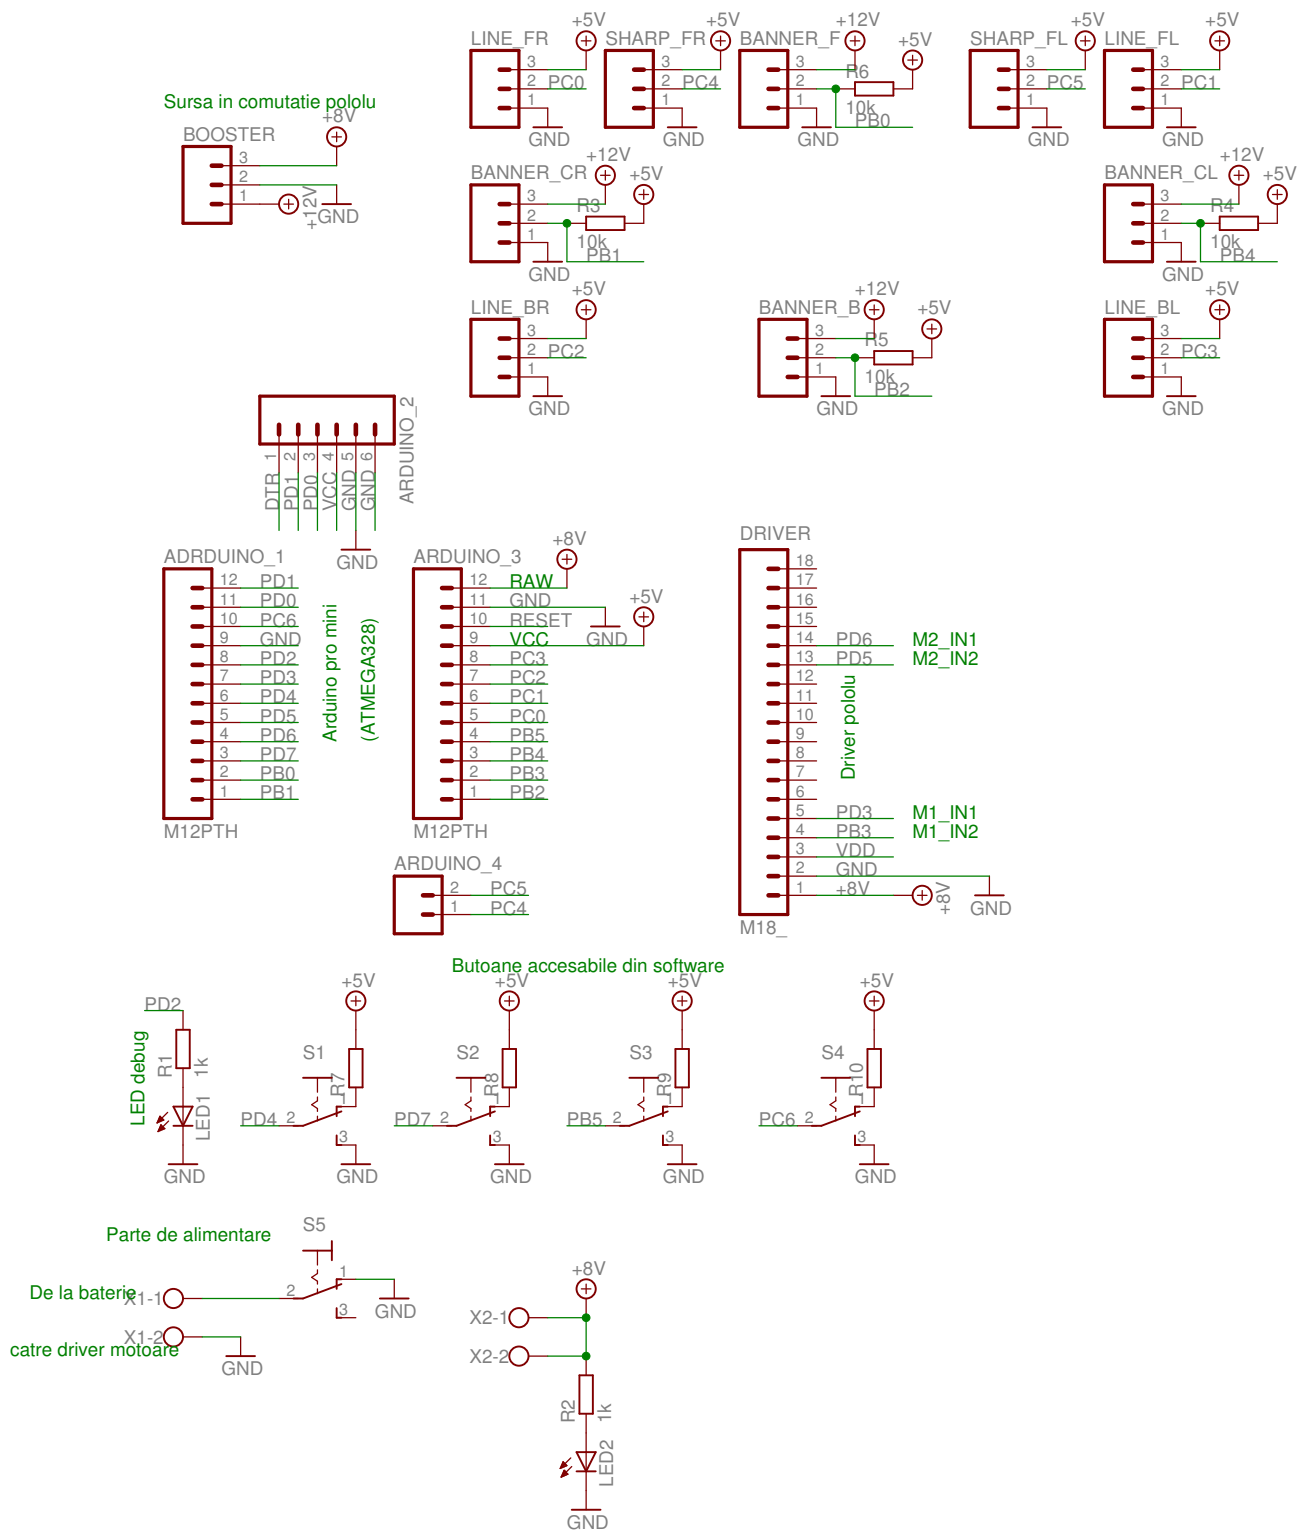 LINE_FR
+5V
3
2
1
PC0
GND
SHARP_FR
+5V
3
2
1
PC4
GND
BANNER_F
+12V
+5V
3
2
1
R6
10k
PB0
GND
SHARP_FL
+5V
3
2
1
PC5
GND
LINE_FL
+5V
3
2
1
PC1
GND
Sursa in comutatie pololu
BOOSTER
+8V
3
2
1
+12V
GND
BANNER_CR
+12V
+5V
3
2
1
R3
10k
PB1
GND
BANNER_CL
+12V
+5V
3
2
1
R4
10k
PB4
GND
LINE_BR
+5V
3
2
1
PC2
GND
BANNER_B
+12V
+5V
3
2
1
R5
10k
PB2
GND
LINE_BL
+5V
3
2
1
PC3
GND
ARDUINO_2
1 2 3 4 5 6
DTR PD1 PD0 VCC GND GND
GND
ADRDUINO_1
12 PD1
11 PD0
10 PC6
9 GND
8 PD2
7 PD3
6 PD4
5 PD5
4 PD6
3 PD7
2 PB0
1 PB1
M12PTH
Arduino pro mini
(ATMEGA328)
ARDUINO_3
+8V
+5V
12 RAW
11 GND
10 RESET
9 VCC
8 PC3
7 PC2
6 PC1
5 PC0
4 PB5
3 PB4
2 PB3
1 PB2
GND
M12PTH
DRIVER
18
17
16
15
14 PD6 M2_IN1
13 PD5 M2_IN2
12
11
10
9
8
7
6
5 PD3 M1_IN1
4 PB3 M1_IN2
3 VDD
2 GND
1 +8V
+8V
GND
Driver pololu
M18_
ARDUINO_4
2 PC5
1 PC4
Butoane accesabile din software
PD2
LED debug
R1
1k
LED1
GND
+5V
S1
R7
PD4 2
3
GND
+5V
S2
R8
PD7 2
3
GND
+5V
S3
R9
PB5 2
3
GND
+5V
S4
R10
PC6 2
3
GND
Parte de alimentare
S5
De la baterie
X1-1
2
1
3
GND
X1-2
catre driver motoare
GND
+8V
X2-1
X2-2
R2
1k
LED2
GND